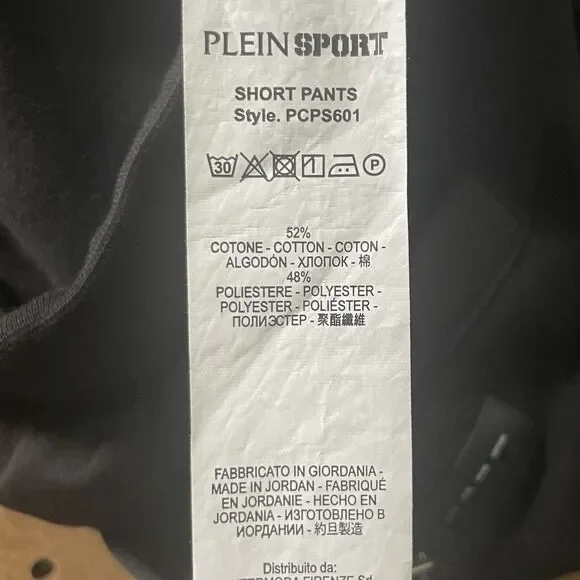 PLEIN SPORT
SHORT PANTS
Style. PCPS601
30 P
52%
COTONE - COTTON - COTON -
ALGODÓN - ХЛОПОК - 棉
48%
POLIESTERE - POLYESTER -
POLYESTER - POLIÉSTER -
ПОЛИЭСТЕР - 聚酯纖維
FABBRICATO IN GIORDANIA -
MADE IN JORDAN - FABRIQUÉ
EN JORDANIE - HECHO EN
JORDANIA - ИЗГОТОВЛЕНО В
ИОРДАНИИ - 約旦製造
Distribuito da:
FIRENZE Srl